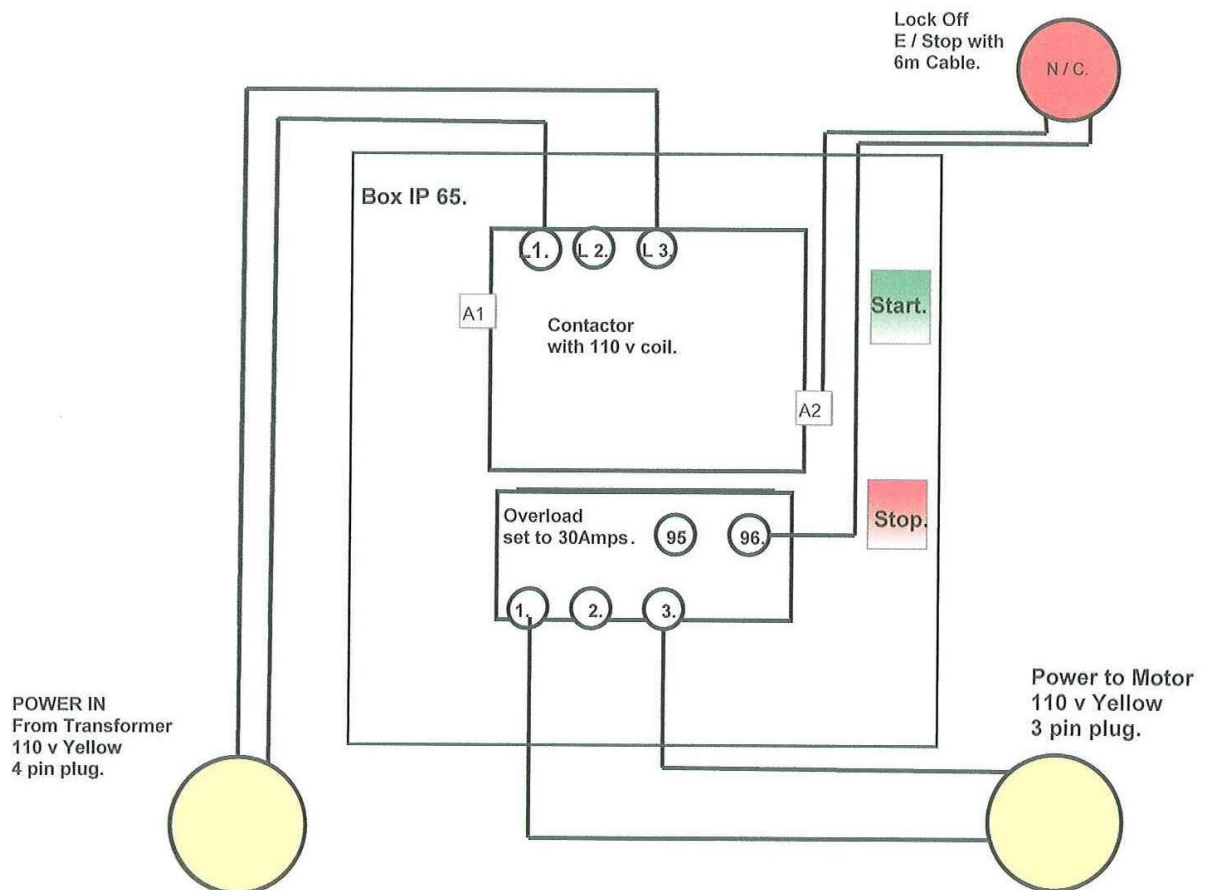 Lock Off
E / Stop with
6m Cable.
N / C.
Box IP 65.
L1.
L 2.
L 3.
A1
Contactor
with 110 v coil.
Start.
A2
Overload
set to 30Amps.
95
96.
Stop.
1.
2.
3.
POWER IN
From Transformer
110 v Yellow
4 pin plug.
Power to Motor
110 v Yellow
3 pin plug.